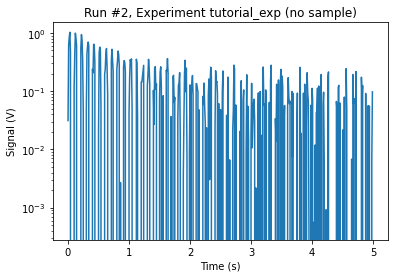 Run #2, Experiment tutorial_exp (no sample)
Signal (V)
10⁰
10⁻¹
10⁻²
10⁻³
0 1 2 3 4 5
Time (s)